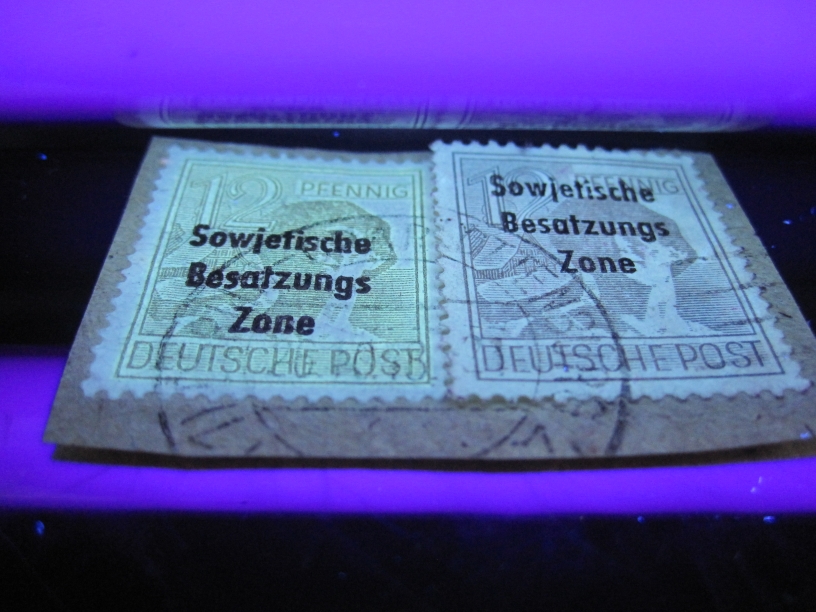 12 PFENNIG
Sowjetische
Besatzungs
Zone
DEUTSCHE POST
12 PFENNIG
Sowjetische
Besatzungs
Zone
DEUTSCHE POST